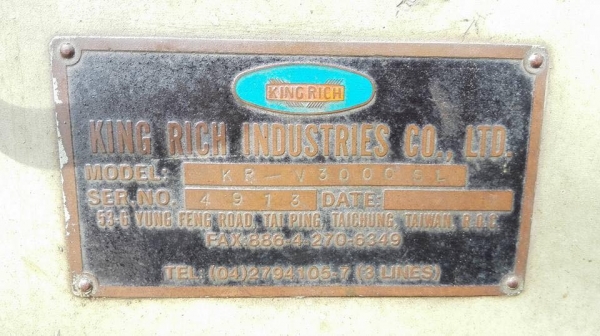 KING RICH
KING RICH INDUSTRIES CO., LTD.
MODEL: KR-V3000SL
SER.NO. 4913 DATE:
53-6 YUNG FENG ROAD, TAI PING, TAICHUNG, TAIWAN R.O.C
FAX:886-4-270-6349
TEL: (04)2794105-7 (3 LINES)